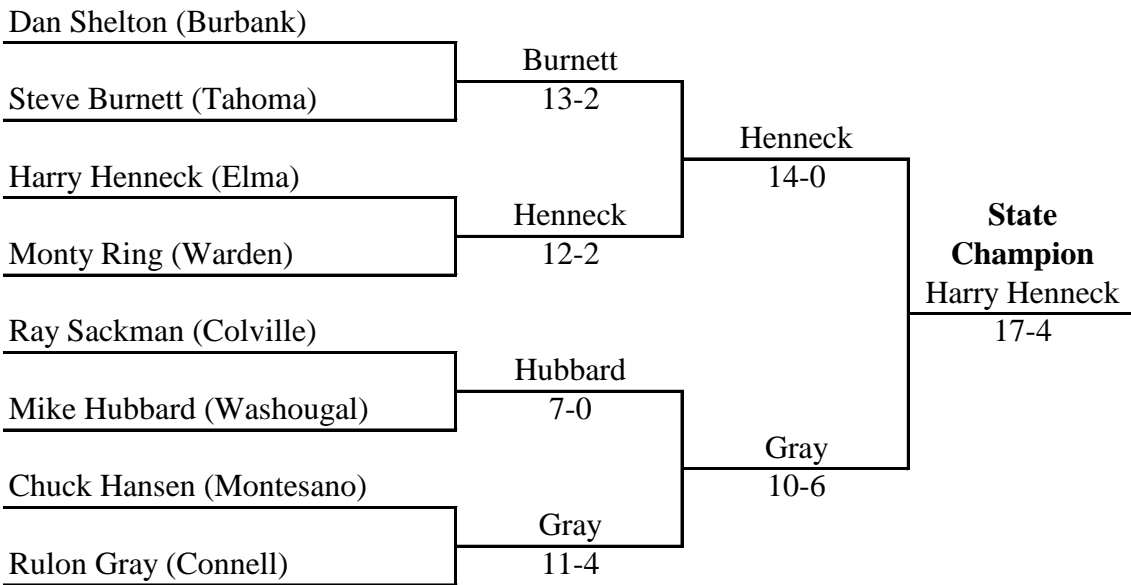 Dan Shelton (Burbank)
Burnett
Steve Burnett (Tahoma)
13-2
Henneck
Harry Henneck (Elma)
14-0
Henneck
State
Monty Ring (Warden)
12-2
Champion
Harry Henneck
Ray Sackman (Colville)
17-4
Hubbard
Mike Hubbard (Washougal)
7-0
Gray
Chuck Hansen (Montesano)
10-6
Gray
Rulon Gray (Connell)
11-4